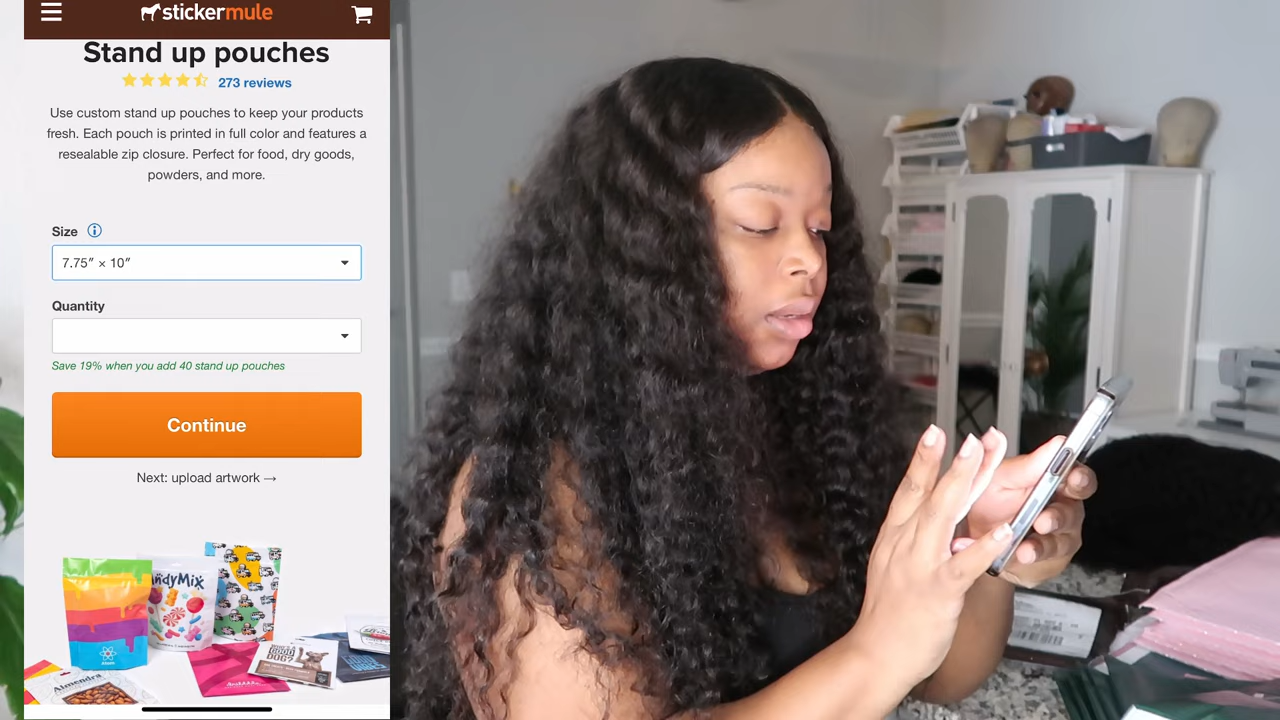 stickermule
Stand up pouches
273 reviews
Use custom stand up pouches to keep your products
fresh. Each pouch is printed in full color and features a
resealable zip closure. Perfect for food, dry goods,
powders, and more.
Size
7.75″ × 10″
Quantity
Save 19% when you add 40 stand up pouches
Continue
Next: upload artwork →
ndyMix
Almendra